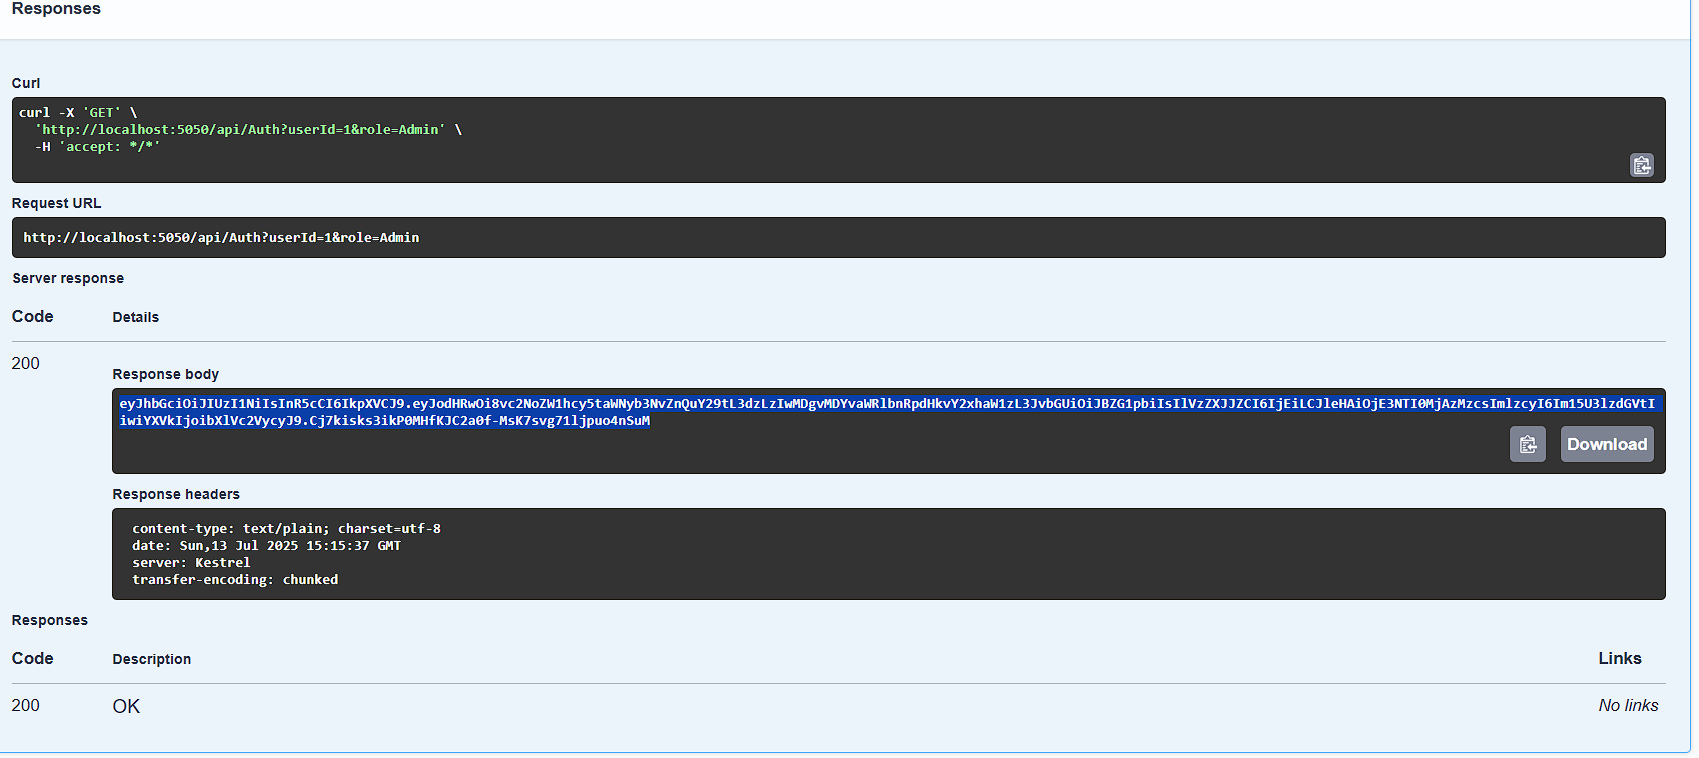 Responses
Curl
curl -X 'GET' \
'http://localhost:5050/api/Auth?userId=1&role=Admin' \
-H 'accept: */*'
Request URL
http://localhost:5050/api/Auth?userId=1&role=Admin
Server response
Code Details
200
Response body
eyJhbGciOiJIUzI1NiIsInR5cCI6IkpXVCJ9.eyJodHRwOi8vc2NoZW1hcy5taWNyb3NvZnQuY29tL3dzLzIwMDgvMDYvaWRlbnRpdHkvY2xhaW1zL3JvbGUiOiJBZG1pbiIsIlVzZXJJZCI6IjEiLCJleHAiOjE3NTI0MjAzMzcsImlzcyI6Im15U3lzdGVtI
iwiYXVkIjoibXlVc2VycyJ9.Cj7kisks3ikP0MHfKJC2a0f-MsK7svg71ljpuo4nSuM
Download
Response headers
content-type: text/plain; charset=utf-8
date: Sun,13 Jul 2025 15:15:37 GMT
server: Kestrel
transfer-encoding: chunked
Responses
Code Description Links
200 OK No links